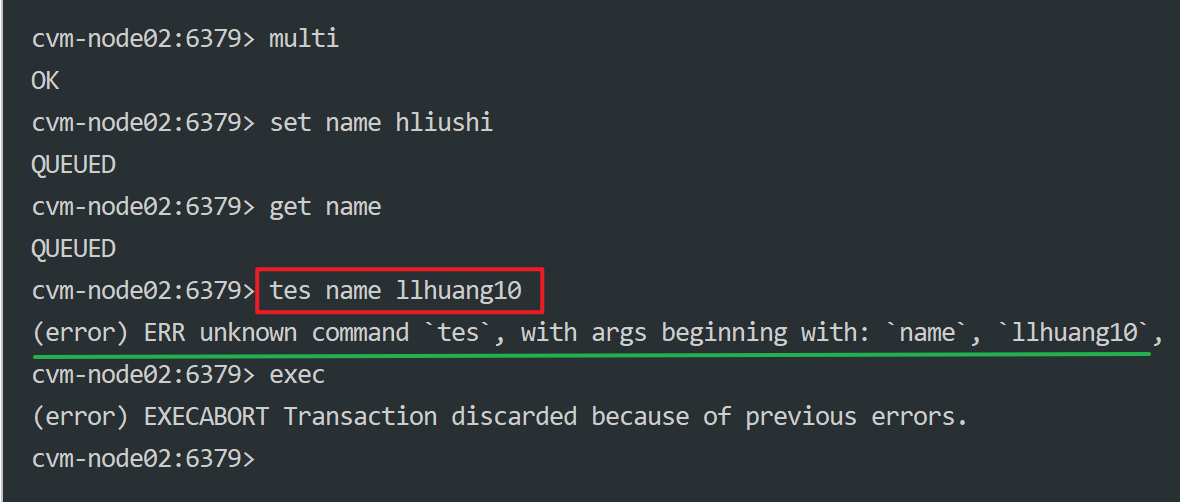 cvm-node02:6379> multi
OK
cvm-node02:6379> set name hliushi
QUEUED
cvm-node02:6379> get name
QUEUED
cvm-node02:6379> tes name llhuang10
(error) ERR unknown command `tes`, with args beginning with: `name`, `llhuang10`,
cvm-node02:6379> exec
(error) EXECABORT Transaction discarded because of previous errors.
cvm-node02:6379>